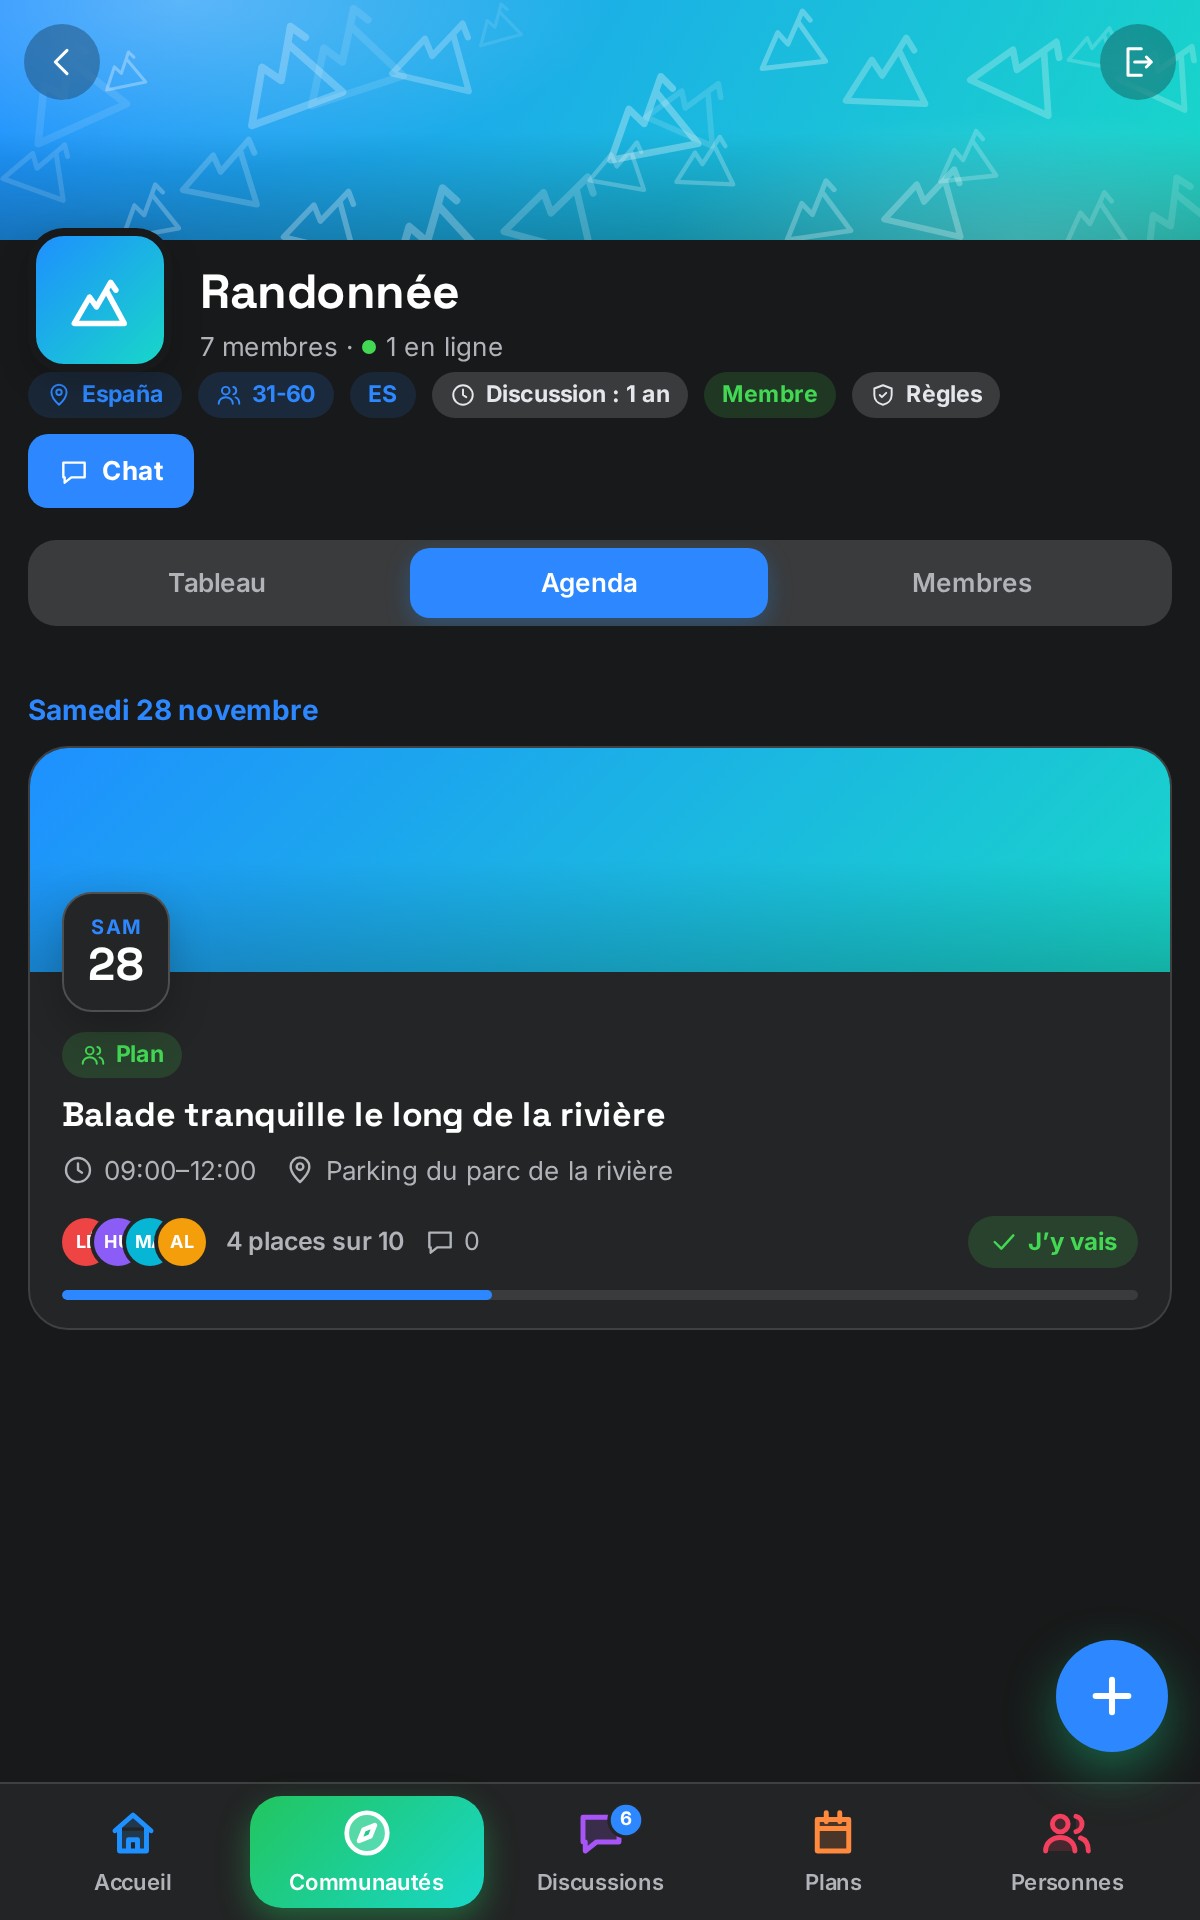 Randonnée
7 membres · 1 en ligne
España
31-60
ES
Discussion : 1 an
Membre
Règles
Chat
Tableau
Agenda
Membres
Samedi 28 novembre
SAM
28
Plan
Balade tranquille le long de la rivière
09:00–12:00
Parking du parc de la rivière
AL
4 places sur 10
0
J’y vais
6
Accueil
Communautés
Discussions
Plans
Personnes